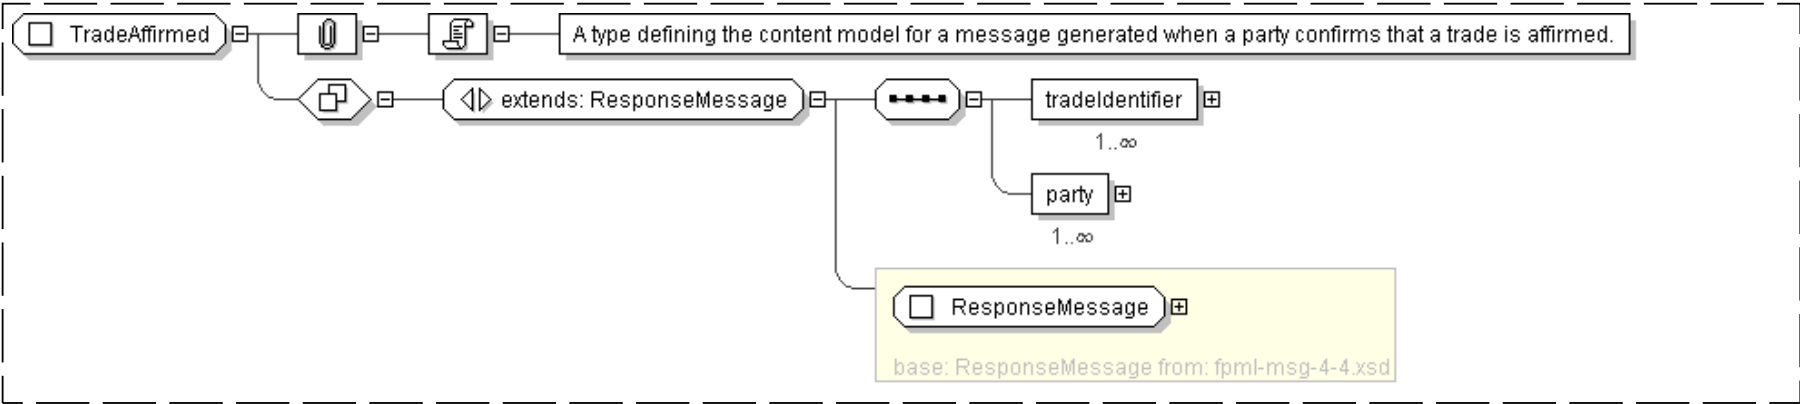 TradeAffirmed
A type defining the content model for a message generated when a party confirms that a trade is affirmed.
extends: ResponseMessage
tradeIdentifier
1..∞
party
1..∞
ResponseMessage
base: ResponseMessage from: fpml-msg-4-4.xsd